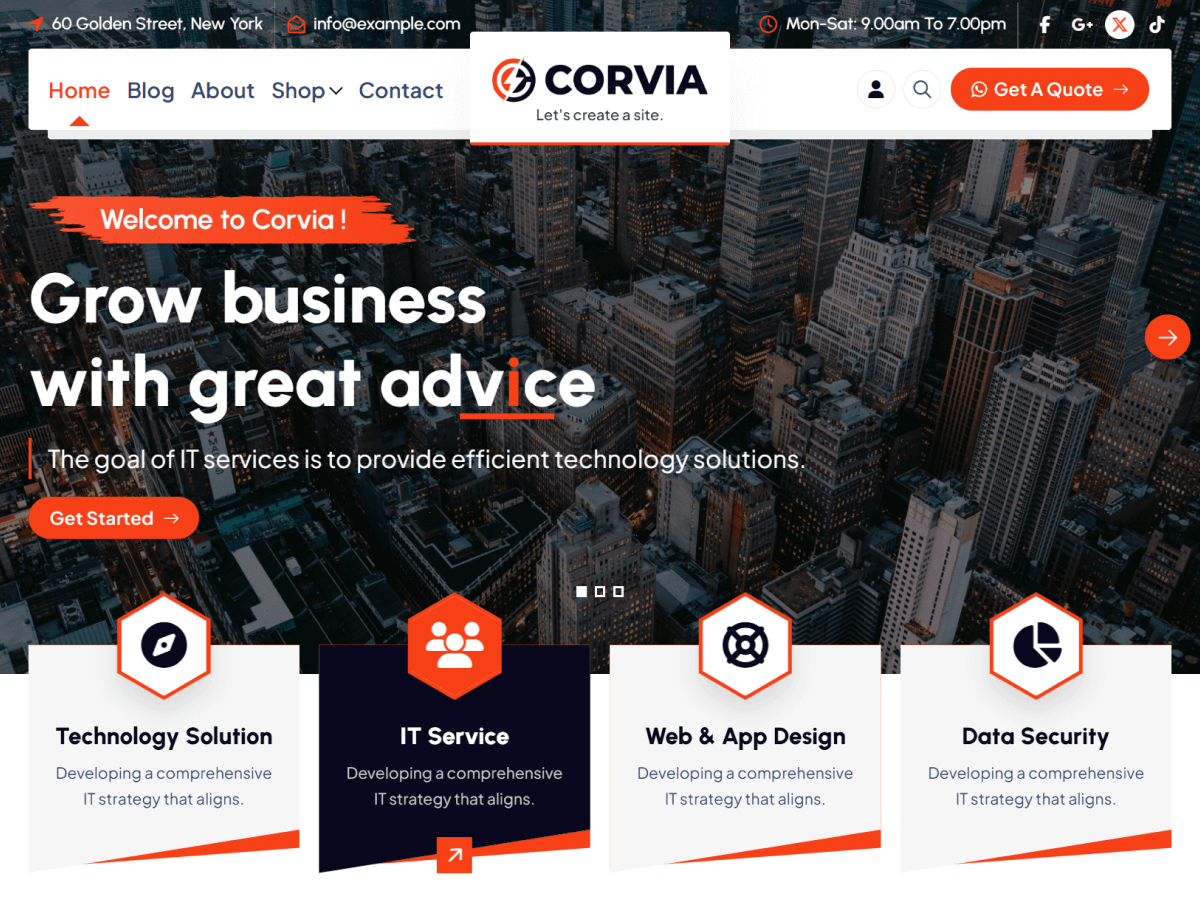 60 Golden Street, New York
info@example.com
Mon-Sat: 9.00am To 7.00pm
Home
Blog
About
Shop
Contact
CORVIA
Let's create a site.
Get A Quote
Welcome to Corvia !
Grow business
with great advice
The goal of IT services is to provide efficient technology solutions.
Get Started
Technology Solution
Developing a comprehensive
IT strategy that aligns.
IT Service
Developing a comprehensive
IT strategy that aligns.
Web & App Design
Developing a comprehensive
IT strategy that aligns.
Data Security
Developing a comprehensive
IT strategy that aligns.